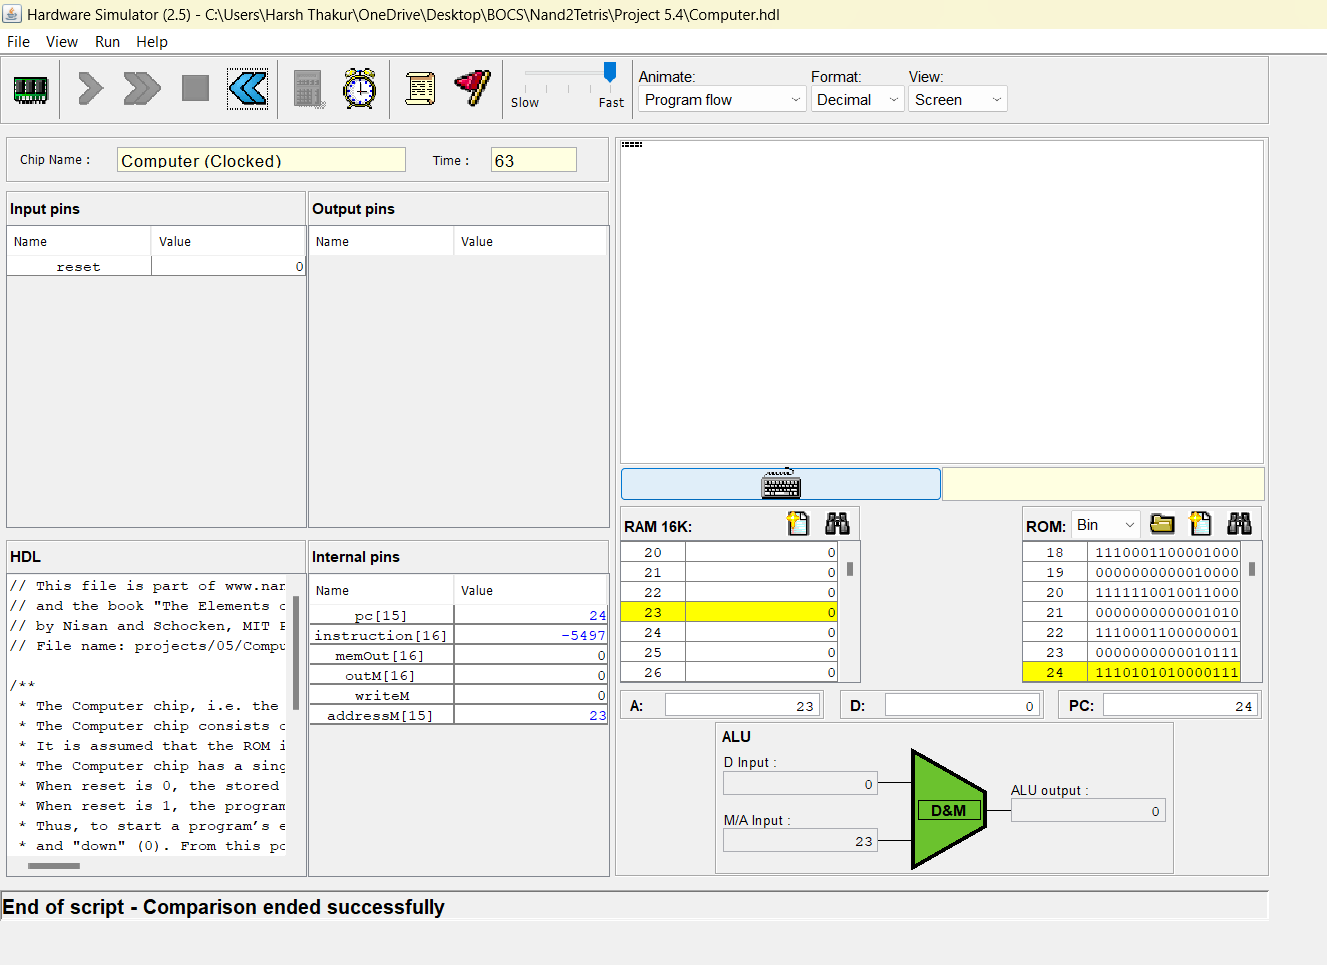 Hardware Simulator (2.5) - C:\Users\Harsh Thakur\OneDrive\Desktop\BOCS\Nand2Tetris\Project 5.4\Computer.hdl
File View Run Help
Slow Fast
Animate: Format: View:
Program flow Decimal Screen
Chip Name : Computer (Clocked) Time : 63
Input pins
Name Value
reset 0
Output pins
Name Value
HDL
// This file is part of www.nan
// and the book "The Elements o
// by Nisan and Schocken, MIT P
// File name: projects/05/Compu
/**
* The Computer chip, i.e. the
* The Computer chip consists o
* It is assumed that the ROM i
* The Computer chip has a sing
* When reset is 0, the stored
* When reset is 1, the program
* Thus, to start a program's e
* and "down" (0). From this po
Internal pins
Name Value
pc[15] 24
instruction[16] -5497
memOut[16] 0
outM[16] 0
writeM 0
addressM[15] 23
RAM 16K:
20 0
21 0
22 0
23 0
24 0
25 0
26 0
ROM: Bin
18 1110001100001000
19 0000000000010000
20 1111110010011000
21 0000000000001010
22 1110001100000001
23 0000000000010111
24 1110101010000111
A: 23 D: 0 PC: 24
ALU
D Input :
0
M/A Input :
23
D&M
ALU output :
0
End of script - Comparison ended successfully